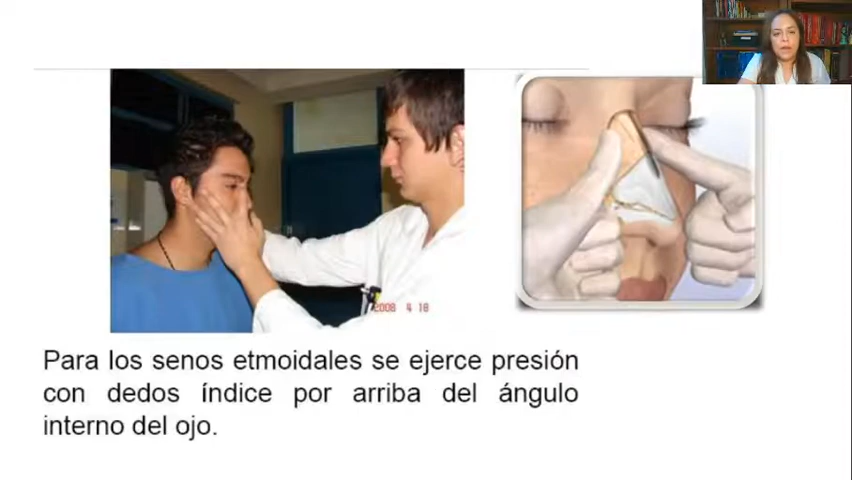 2008 4 18
Para los senos etmoidales se ejerce presión
con dedos índice por arriba del ángulo
interno del ojo.